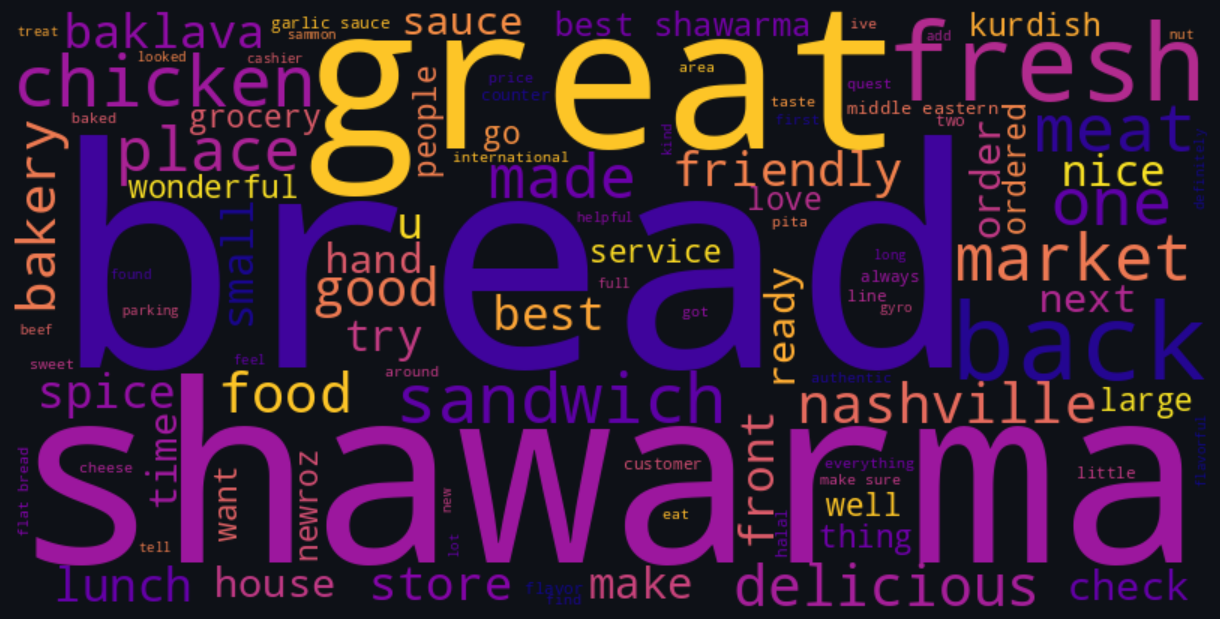 treat
baklava
garlic sauce
sammon
sauce
best shawarma
ive
kurdish
add
nut
great
fresh
looked
cashier
chicken
people
price
counter
area
quest
baked
grocery
go
taste
first
middle eastern
two
ordered
order
meat
definitely
bakery
place
international
kind
made
friendly
nice
wonderful
love
one
bread
small
u
helpful
pita
hand
service
market
found
good
full
long
always
line
gyro
next
parking
best
got
ready
back
beef
try
sweet
feel
around
authentic
spice
food
sandwich
nashville
large
time
front
flavorful
shawarma
flat bread
cheese
want
newroz
customer
everything
make sure
little
new
eat
well
thing
halal
tell
lot
lunch
house
store
flavor
find
make
delicious
check